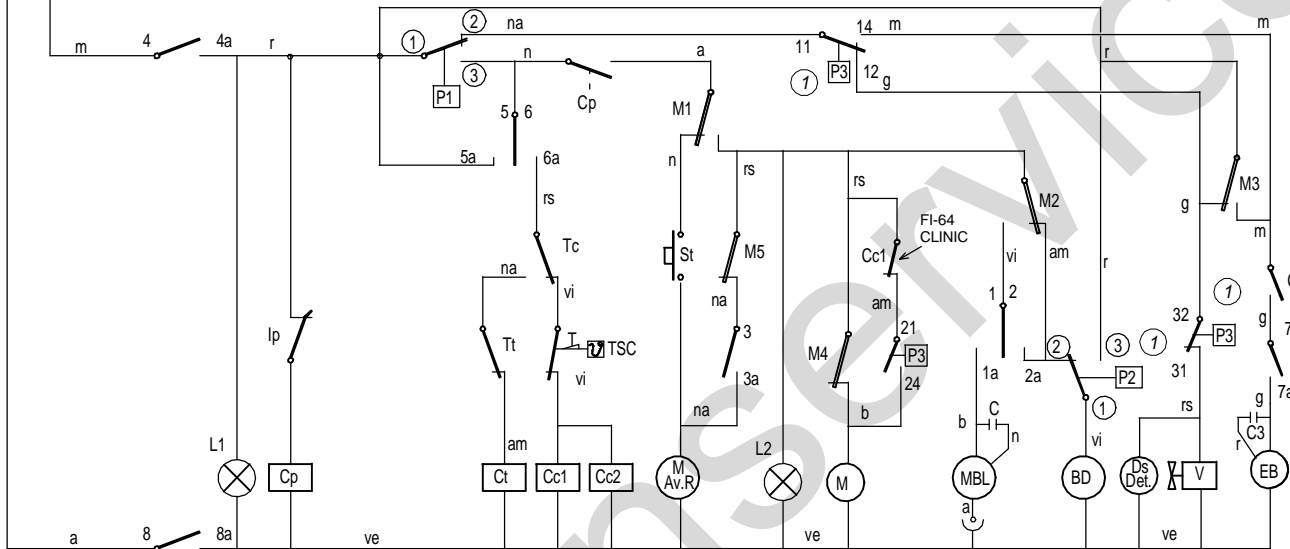 m 4 4a r 1 2 na 11 14 m m
n 3 P1 Cp a P3 1 12 g r
5 6 M1
5a 6a n rs rs M2 g M3
rs FI-64 CLINIC m
Tc St M5 Cc1 vi am r 1
na vi na am 1 2 32 g
Ip Tt T TSC 3 M4 21 P3 2 3 1 P3 7
vi 3a 24 1a 2a P2 31 7a
na b 1 rs g
L1 am L2 b C n vi r C3
Cp Ct Cc1 Cc2 M Av.R M MBL BD Ds Det. V EB
a
a 8 8a ve ve ve
nservice